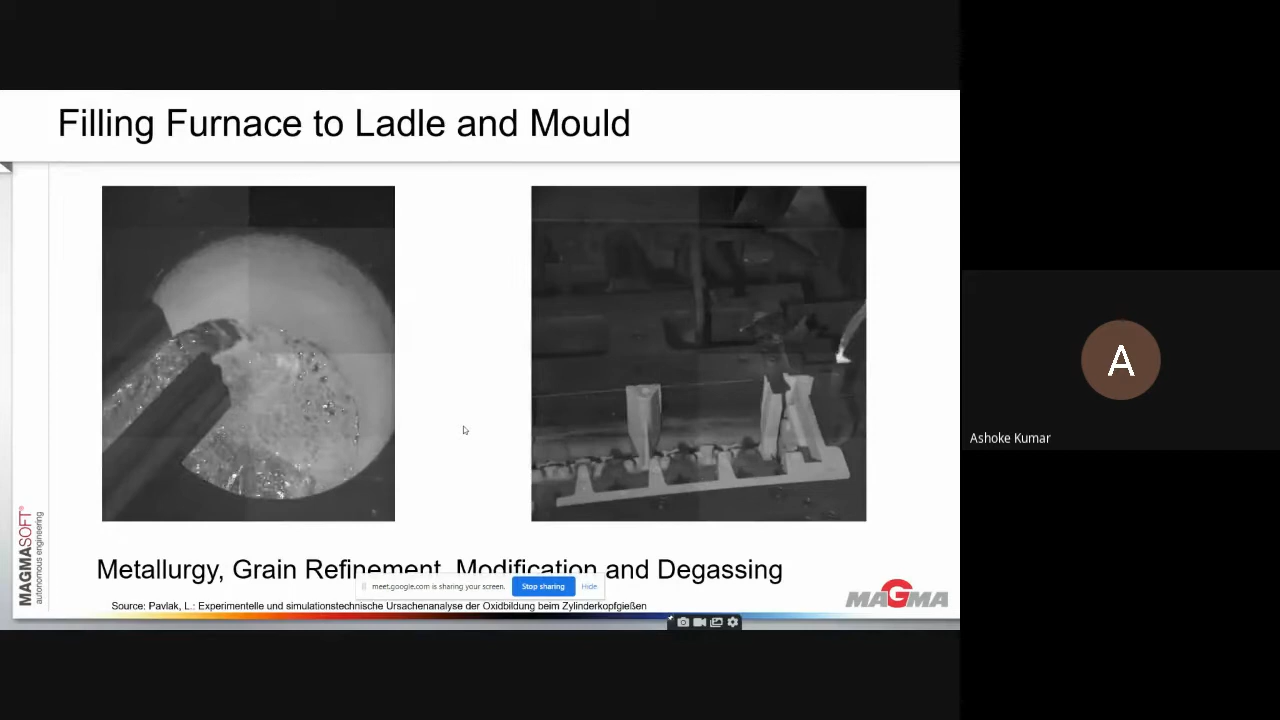 Filling Furnace to Ladle and Mould
MAGMASOFT®
autonomous engineering
Metallurgy, Grain Refinement, Modification and Degassing
meet.google.com is sharing your screen.
Stop sharing
Hide
Source: Pavlak, L.: Experimentelle und simulationstechnische Ursachenanalyse der Oxidbildung beim Zylinderkopfgießen
MAGMA
A
Ashoke Kumar